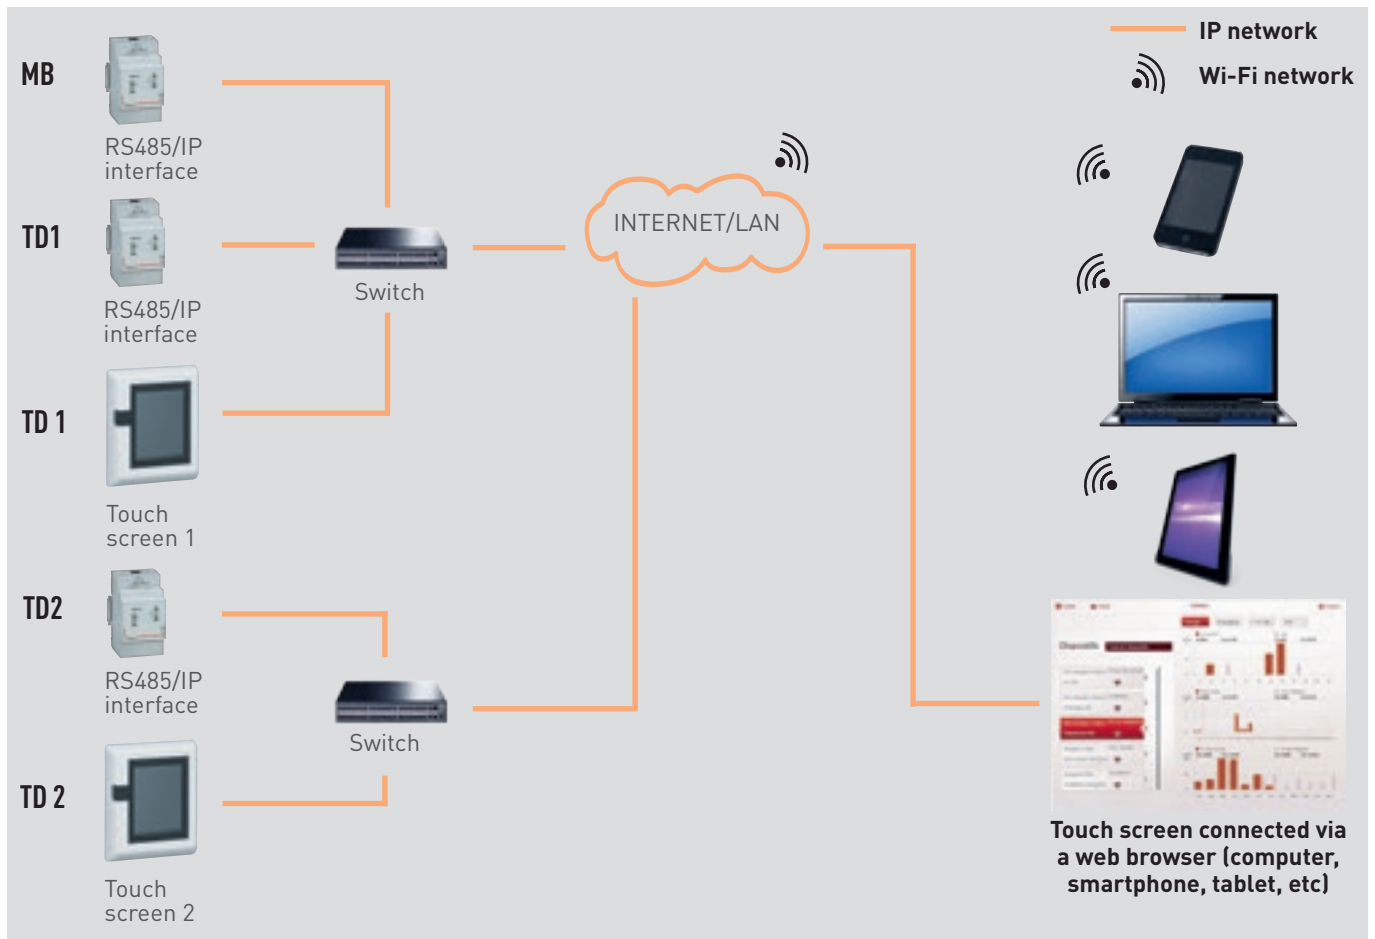 IP network
Wi-Fi network
MB
RS485/IP
interface
TD1
RS485/IP
interface
Switch
INTERNET/LAN
TD 1
Touch
screen 1
TD2
RS485/IP
interface
Switch
TD 2
Touch
screen 2
Dispositifs
Touch screen connected via
a web browser (computer,
smartphone, tablet, etc)